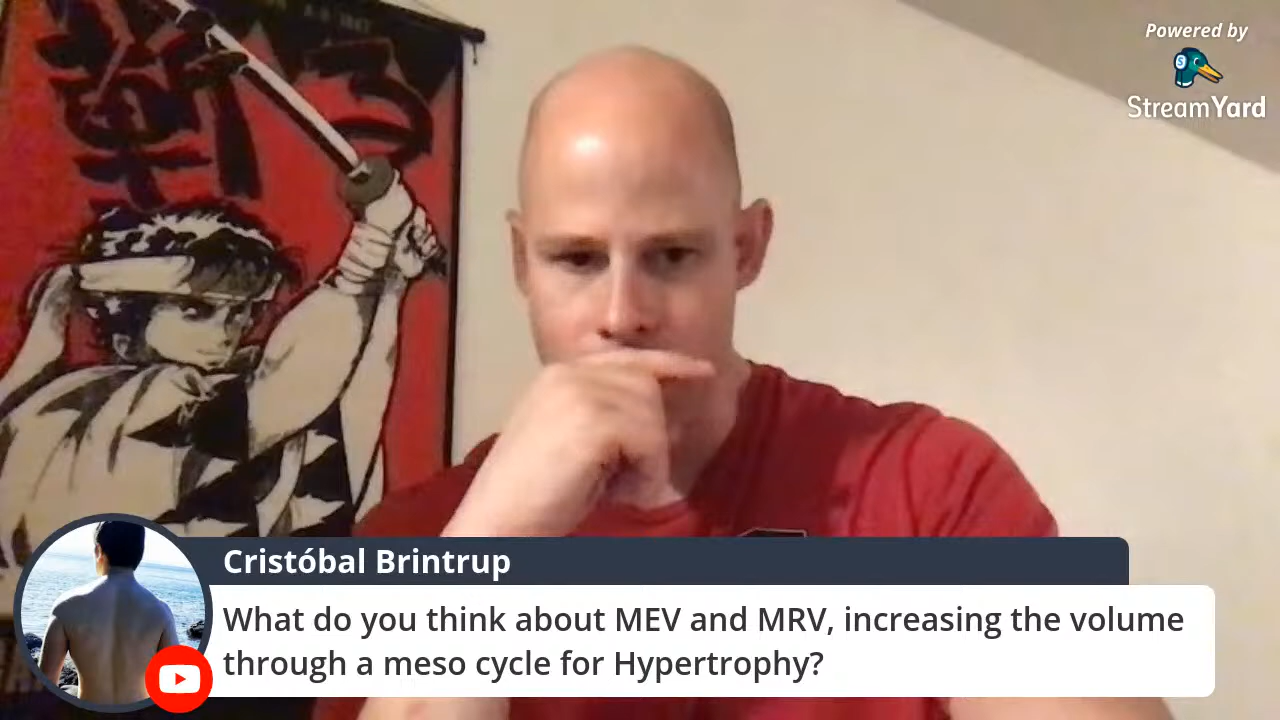 Powered by
StreamYard
Cristóbal Brintrup
What do you think about MEV and MRV, increasing the volume
through a meso cycle for Hypertrophy?